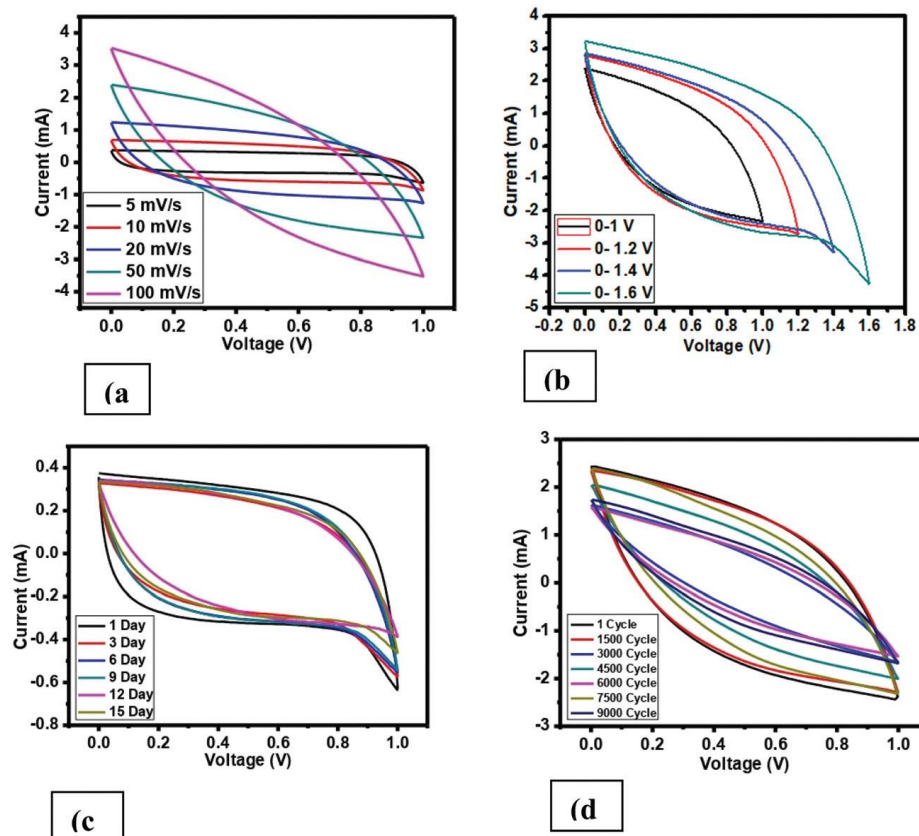 4
3
2
1
0
-1
-2
-3
-4
Current (mA)
5 mV/s
10 mV/s
20 mV/s
50 mV/s
100 mV/s
0.0 0.2 0.4 0.6 0.8 1.0
Voltage (V)
(a
4
3
2
1
0
-1
-2
-3
-4
-5
Current (mA)
0-1 V
0- 1.2 V
0- 1.4 V
0- 1.6 V
-0.2 0.0 0.2 0.4 0.6 0.8 1.0 1.2 1.4 1.6 1.8
Voltage (V)
(b
0.4
0.0
-0.4
-0.8
Current (mA)
1 Day
3 Day
6 Day
9 Day
12 Day
15 Day
0.0 0.2 0.4 0.6 0.8 1.0
Voltage (V)
(c
3
2
1
0
-1
-2
-3
Current (mA)
1 Cycle
1500 Cycle
3000 Cycle
4500 Cycle
6000 Cycle
7500 Cycle
9000 Cycle
0.0 0.2 0.4 0.6 0.8 1.0
Voltage (V)
(d